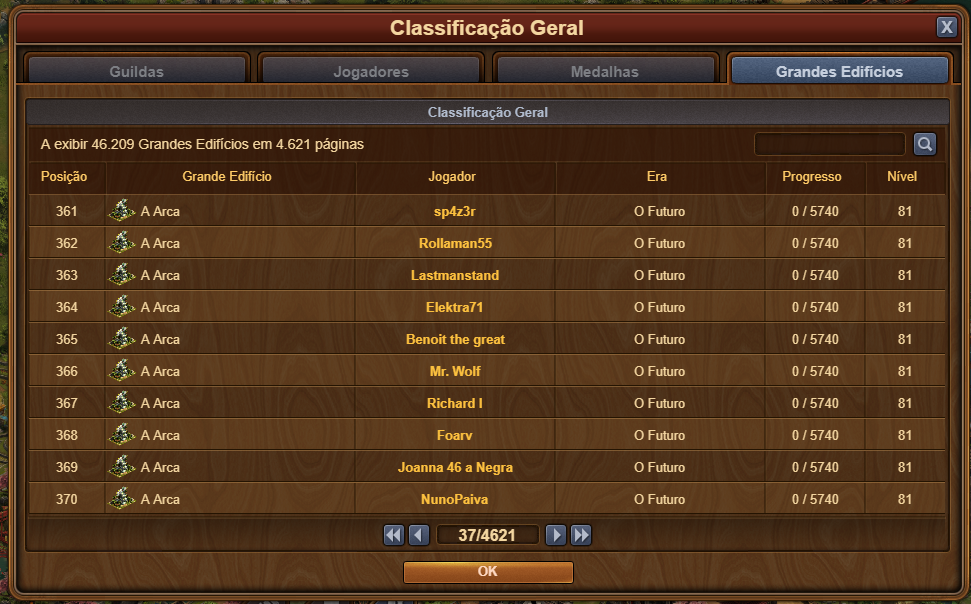 Classificação Geral
X
Guildas Jogadores Medalhas Grandes Edifícios
Classificação Geral
A exibir 46.209 Grandes Edifícios em 4.621 páginas
Posição Grande Edifício Jogador Era Progresso Nível
361 A Arca sp4z3r O Futuro 0 / 5740 81
362 A Arca Rollaman55 O Futuro 0 / 5740 81
363 A Arca Lastmanstand O Futuro 0 / 5740 81
364 A Arca Elektra71 O Futuro 0 / 5740 81
365 A Arca Benoit the great O Futuro 0 / 5740 81
366 A Arca Mr. Wolf O Futuro 0 / 5740 81
367 A Arca Richard I O Futuro 0 / 5740 81
368 A Arca Foarv O Futuro 0 / 5740 81
369 A Arca Joanna 46 a Negra O Futuro 0 / 5740 81
370 A Arca NunoPaiva O Futuro 0 / 5740 81
37/4621
OK